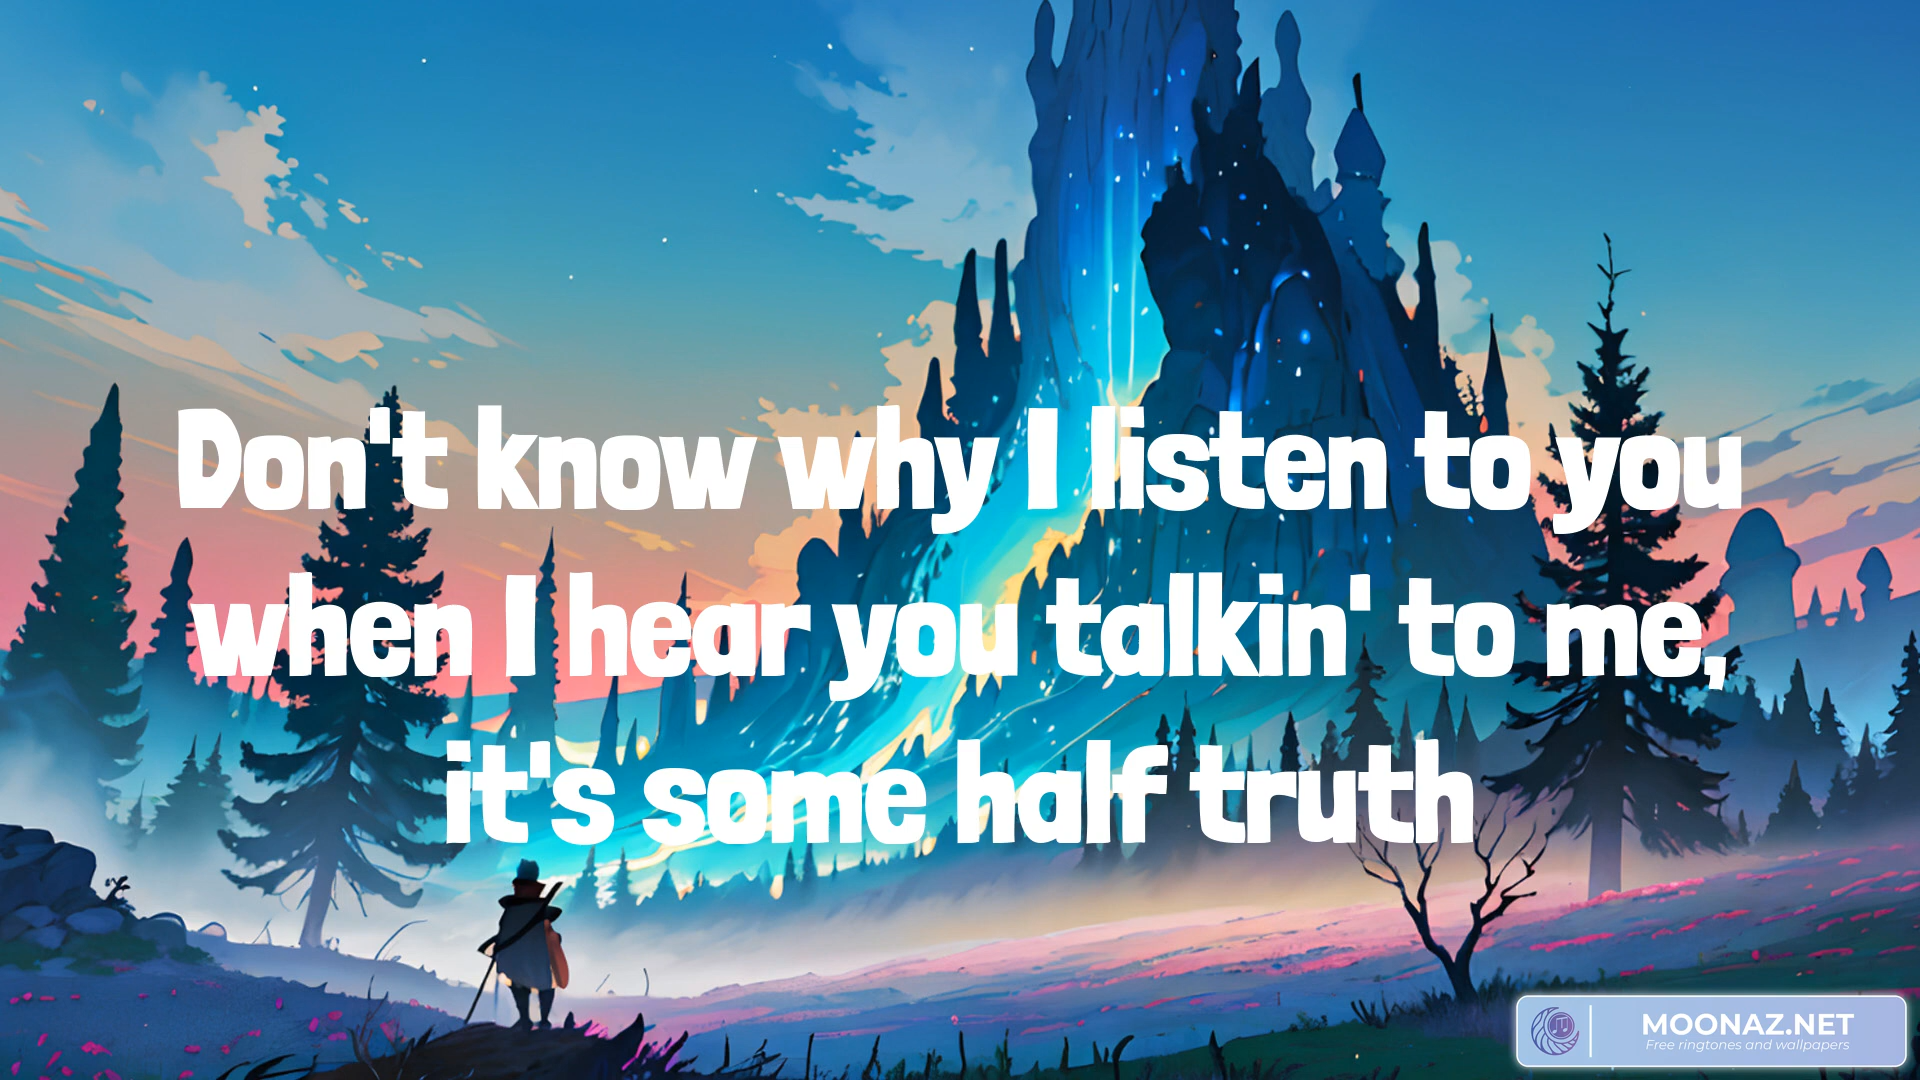 Don't know why I listen to you
when I hear you talkin' to me,
it's some half truth
MOONAZ.NET
Free ringtones and wallpapers